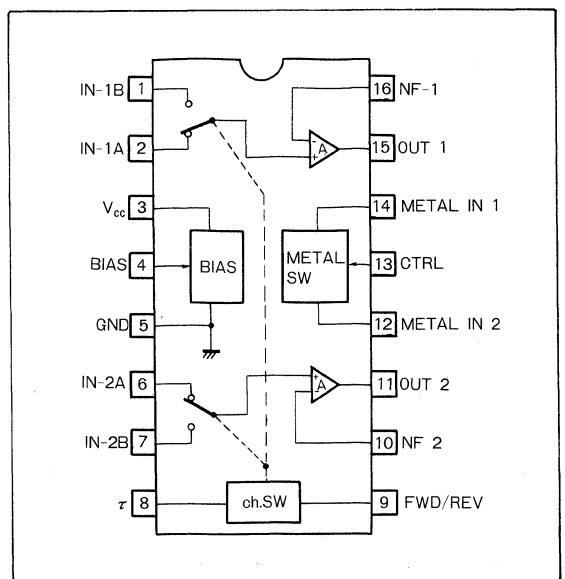 IN-1B 1
16 NF-1
IN-1A 2
- A +
15 OUT 1
Vcc 3
14 METAL IN 1
BIAS 4
BIAS
METAL SW
13 CTRL
GND 5
12 METAL IN 2
IN-2A 6
+ A -
11 OUT 2
IN-2B 7
10 NF 2
τ 8
ch.SW
9 FWD/REV